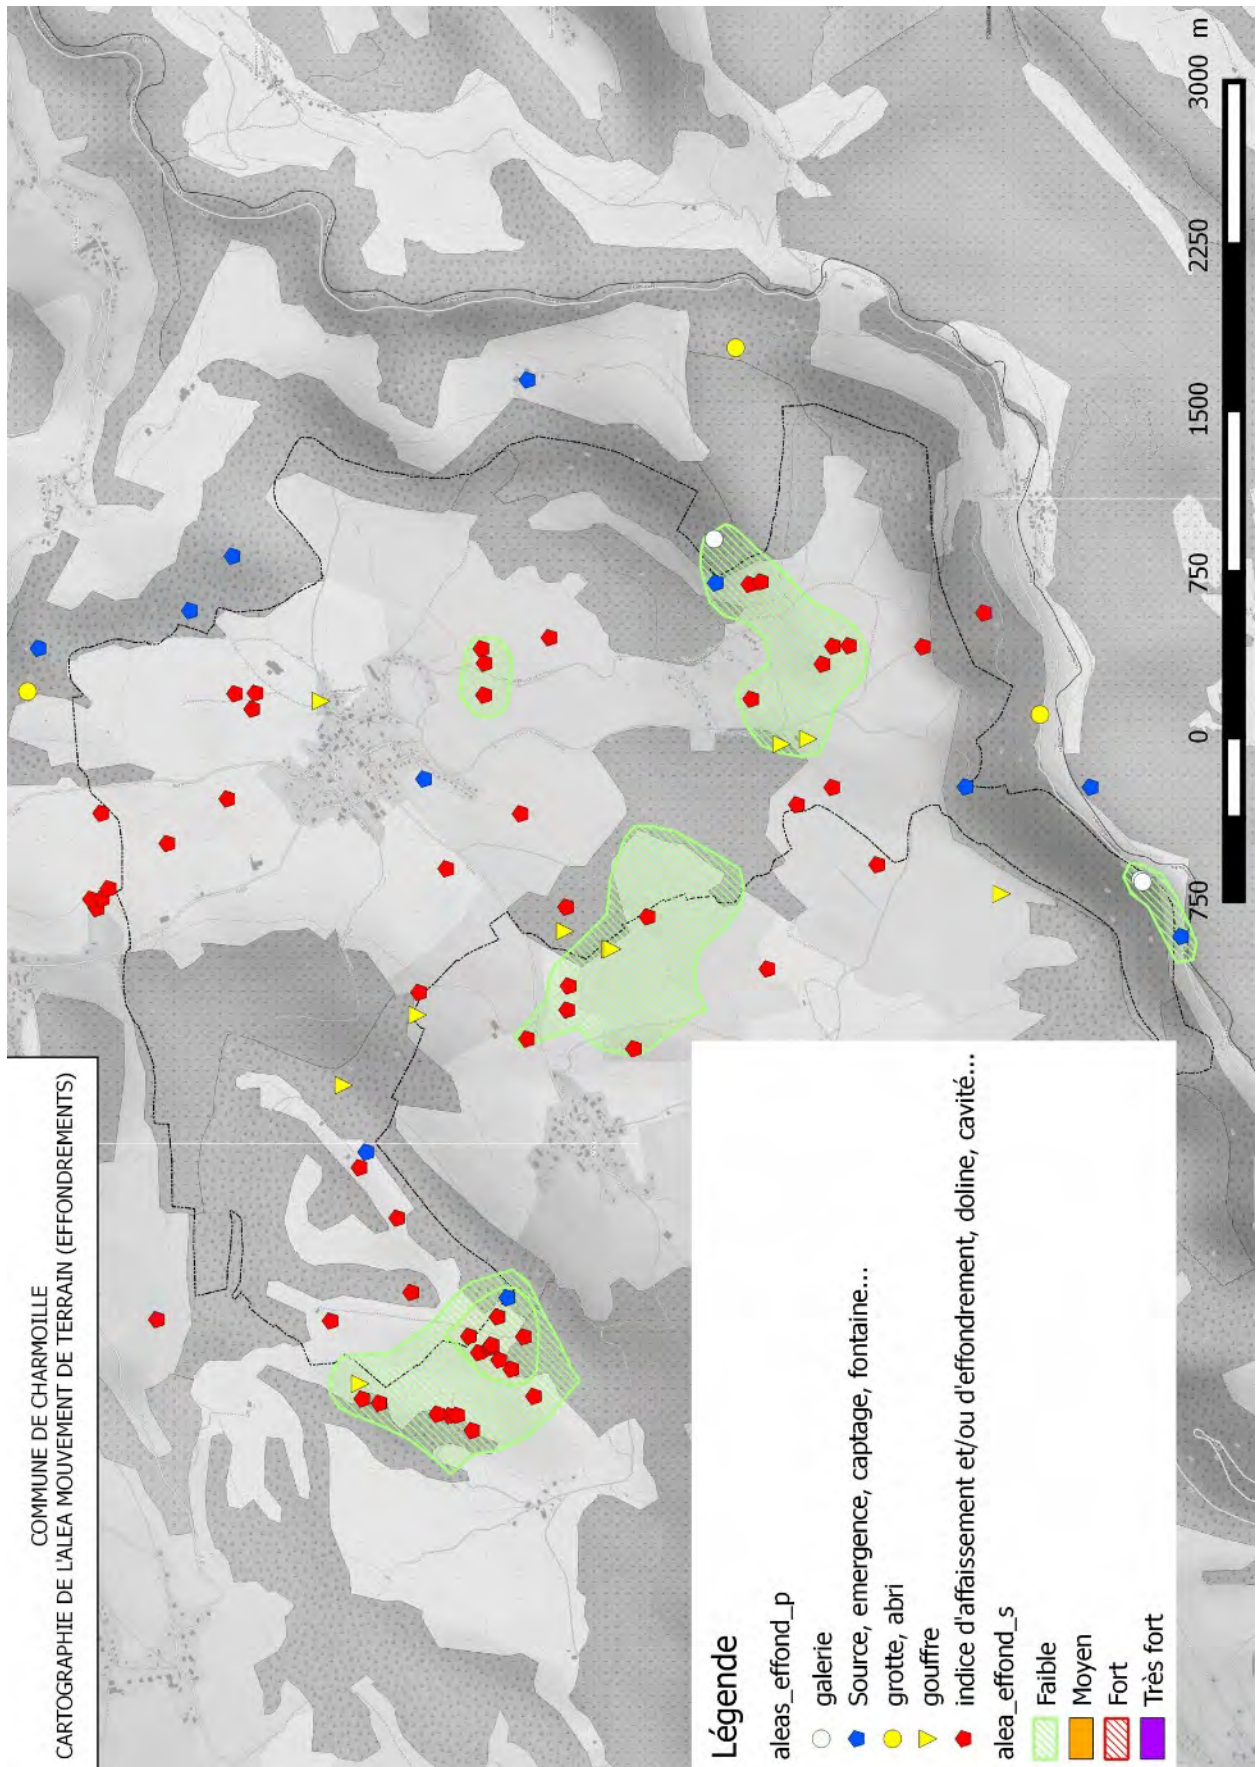 COMMUNE DE CHARMOILLE
CARTOGRAPHIE DE L'ALEA MOUVEMENT DE TERRAIN (EFFONDREMENTS)
Légende
aleas_effond_p
galerie
Source, emergence, captage, fontaine...
grotte, abri
gouffre
indice d'affaissement et/ou d'effondrement, doline, cavité...
alea_effond_s
Faible
Moyen
Fort
Très fort
750 0 750 1500 2250 3000 m